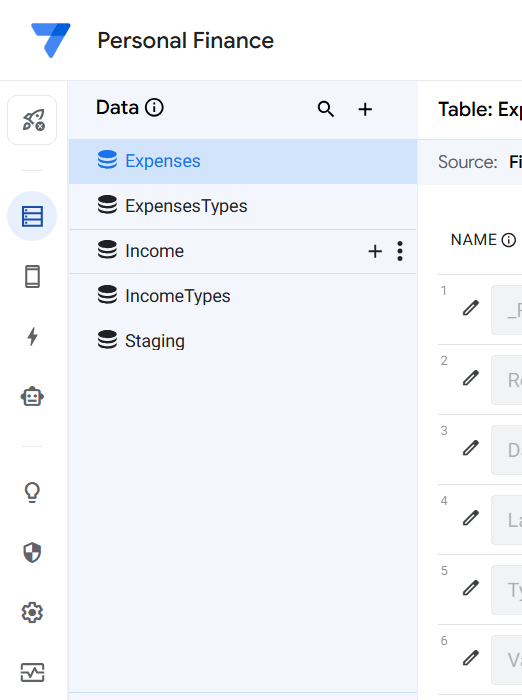 Personal Finance
Data
Table: Exp
Source: Fi
Expenses
ExpensesTypes
Income
IncomeTypes
Staging
NAME
1
_F
2
Re
3
Da
4
La
5
Ty
6
Va